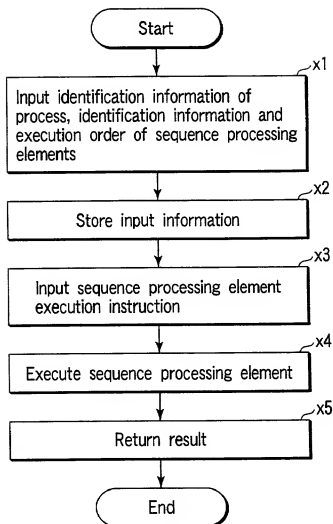 Start
x1
Input identification information of
process, identification information and
execution order of sequence processing
elements
x2
Store input information
x3
Input sequence processing element
execution instruction
x4
Execute sequence processing element
x5
Return result
End